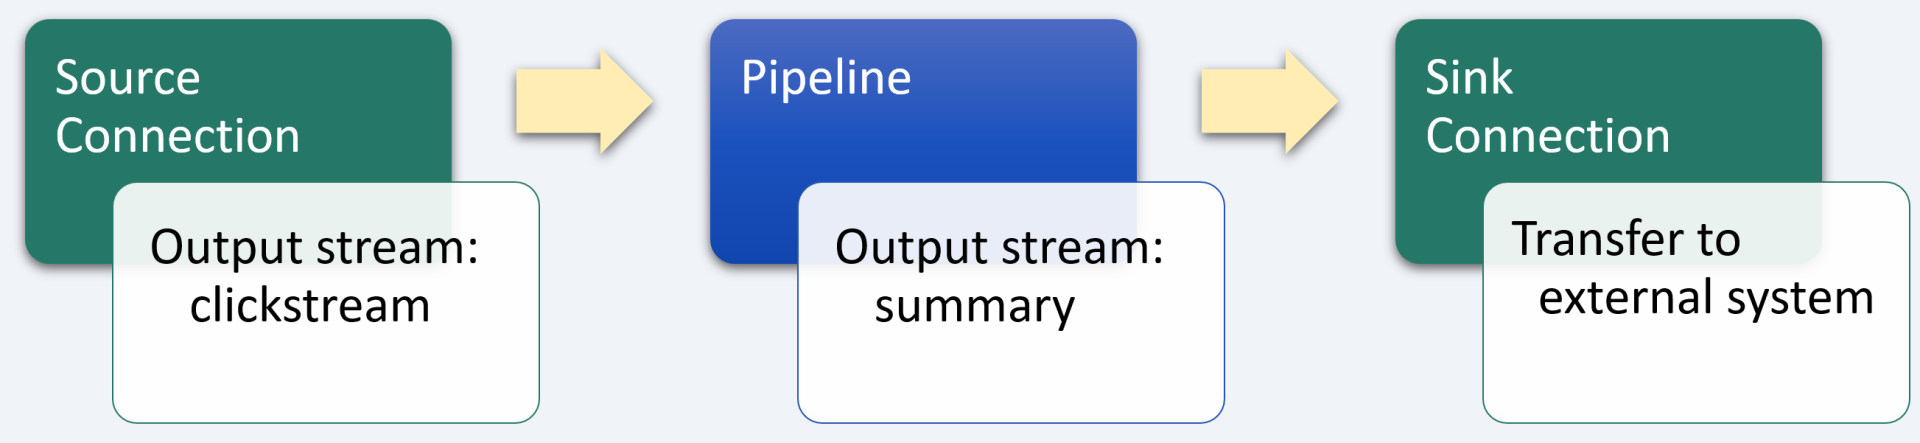 Source
Connection
Output stream:
clickstream
Pipeline
Output stream:
summary
Sink
Connection
Transfer to
external system